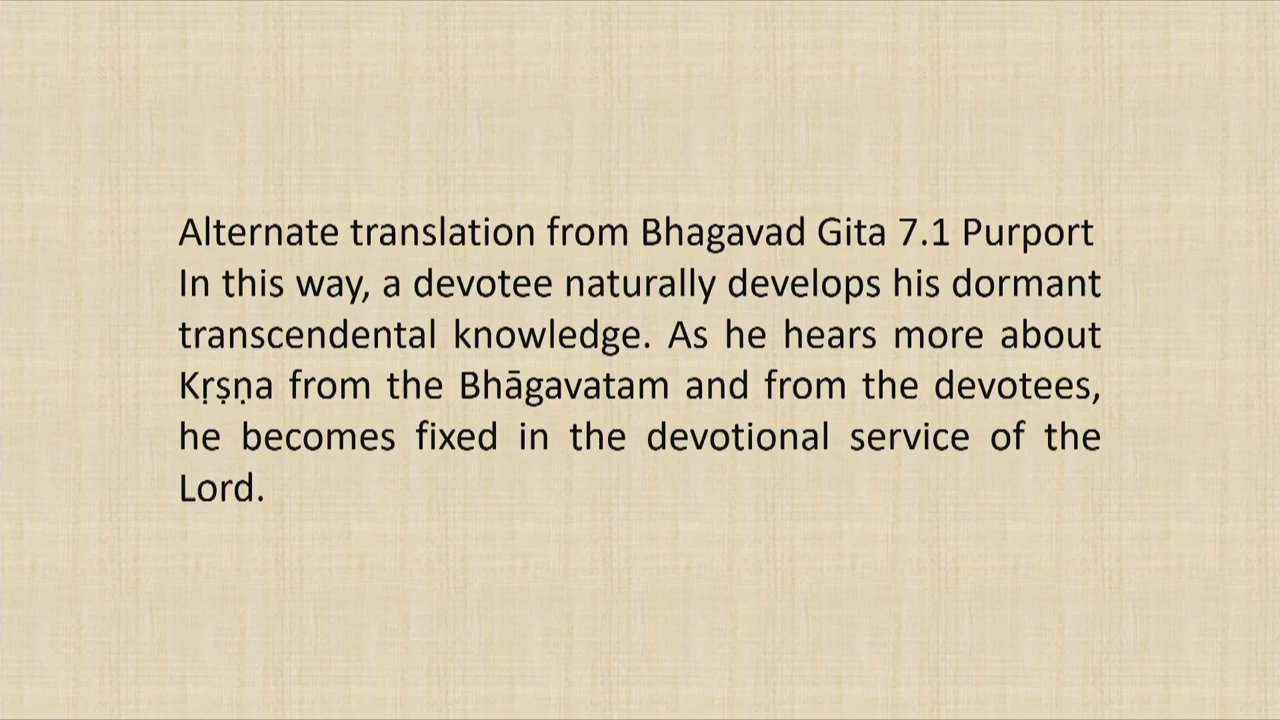 Alternate translation from Bhagavad Gita 7.1 Purport
In this way, a devotee naturally develops his dormant
transcendental knowledge. As he hears more about
Kṛṣṇa from the Bhāgavatam and from the devotees,
he becomes fixed in the devotional service of the
Lord.